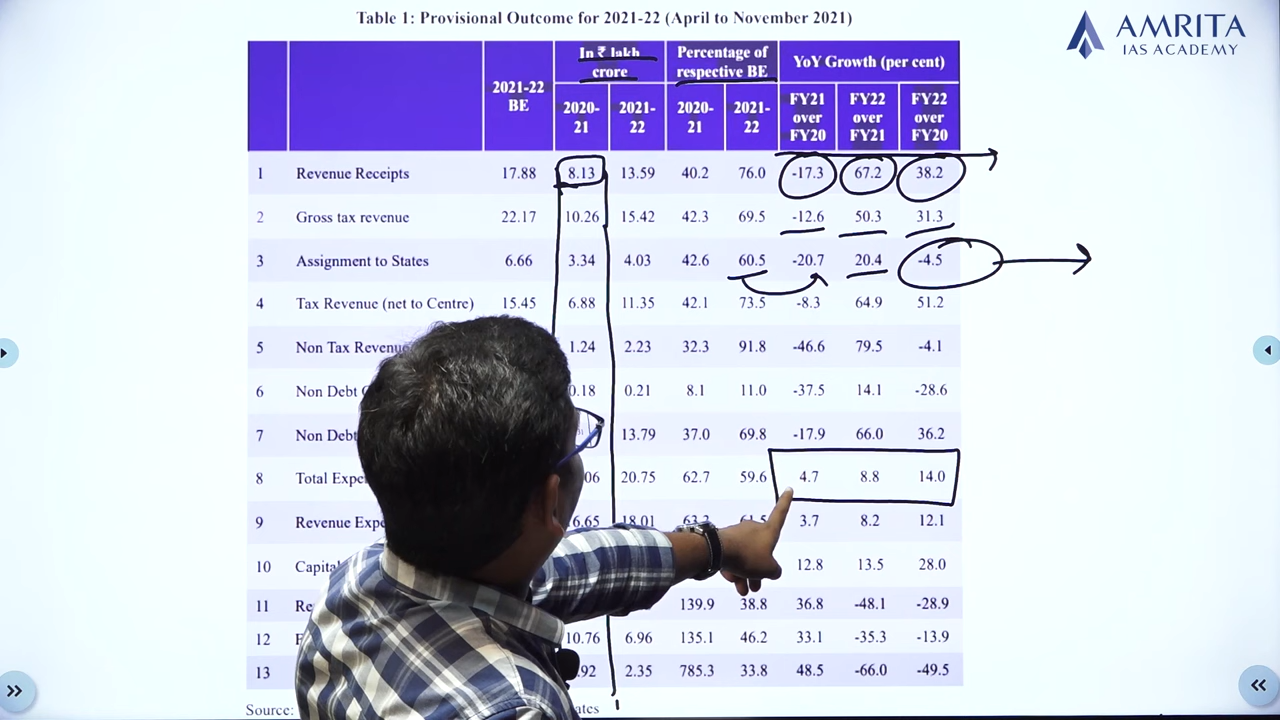 Table 1: Provisional Outcome for 2021-22 (April to November 2021)
AMRITA
IAS ACADEMY
2021-22 BE In ₹ lakh crore Percentage of respective BE YoY Growth (per cent)
2020-21 2021-22 2020-21 2021-22 FY21 over FY20 FY22 over FY21 FY22 over FY20
1 Revenue Receipts 17.88 8.13 13.59 40.2 76.0 -17.3 67.2 38.2
2 Gross tax revenue 22.17 10.26 15.42 42.3 69.5 -12.6 50.3 31.3
3 Assignment to States 6.66 3.34 4.03 42.6 60.5 -20.7 20.4 -4.5
4 Tax Revenue (net to Centre) 15.45 6.88 11.35 42.1 73.5 -8.3 64.9 51.2
5 Non Tax Revenue 1.24 2.23 32.3 91.8 -46.6 79.5 -4.1
6 Non Debt 0.18 0.21 8.1 11.0 -37.5 14.1 -28.6
7 Non Debt 13.79 37.0 69.8 -17.9 66.0 36.2
8 Total 20.75 62.7 59.6 4.7 8.8 14.0
9 Revenue 18.01 3.7 8.2 12.1
10 12.8 13.5 28.0
11 139.9 38.8 36.8 -48.1 -28.9
12 10.76 6.96 135.1 46.2 33.1 -35.3 -13.9
13 2.35 785.3 33.8 48.5 -66.0 -49.5
Source: